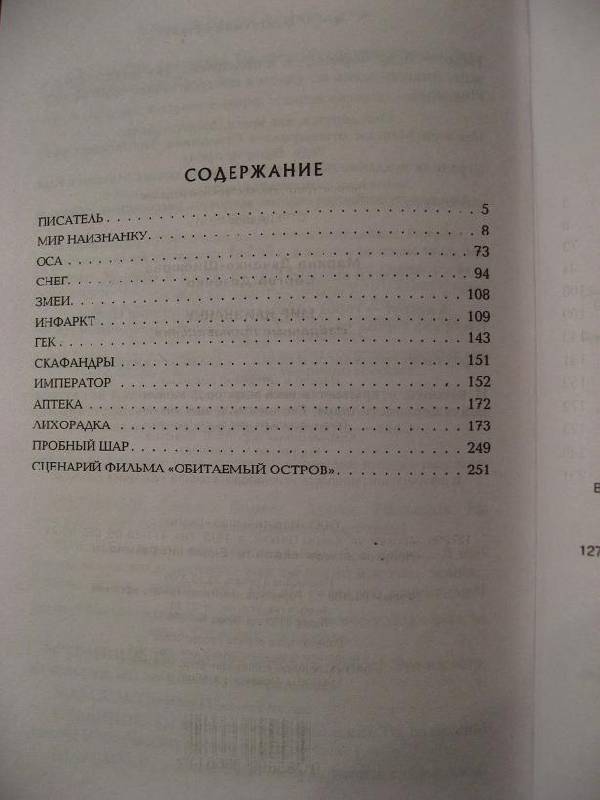 СОДЕРЖАНИЕ
ПИСАТЕЛЬ . . . . . . . . . . . . . . . . . . . . . . . . . . . . . . . . 5
МИР НАИЗНАНКУ. . . . . . . . . . . . . . . . . . . . . . . . . . . . 8
ОСА . . . . . . . . . . . . . . . . . . . . . . . . . . . . . . . . . . . 73
СНЕГ. . . . . . . . . . . . . . . . . . . . . . . . . . . . . . . . . . . 94
ЗМЕИ. . . . . . . . . . . . . . . . . . . . . . . . . . . . . . . . . . 108
ИНФАРКТ . . . . . . . . . . . . . . . . . . . . . . . . . . . . . . . 109
ГЕК . . . . . . . . . . . . . . . . . . . . . . . . . . . . . . . . . . . 143
СКАФАНДРЫ . . . . . . . . . . . . . . . . . . . . . . . . . . . . . 151
ИМПЕРАТОР . . . . . . . . . . . . . . . . . . . . . . . . . . . . . 152
АПТЕКА . . . . . . . . . . . . . . . . . . . . . . . . . . . . . . . . 172
ЛИХОРАДКА . . . . . . . . . . . . . . . . . . . . . . . . . . . . . 173
ПРОБНЫЙ ШАР. . . . . . . . . . . . . . . . . . . . . . . . . . . . 249
СЦЕНАРИЙ ФИЛЬМА «ОБИТАЕМЫЙ ОСТРОВ». . . . . . . . . . . . 251
В
127